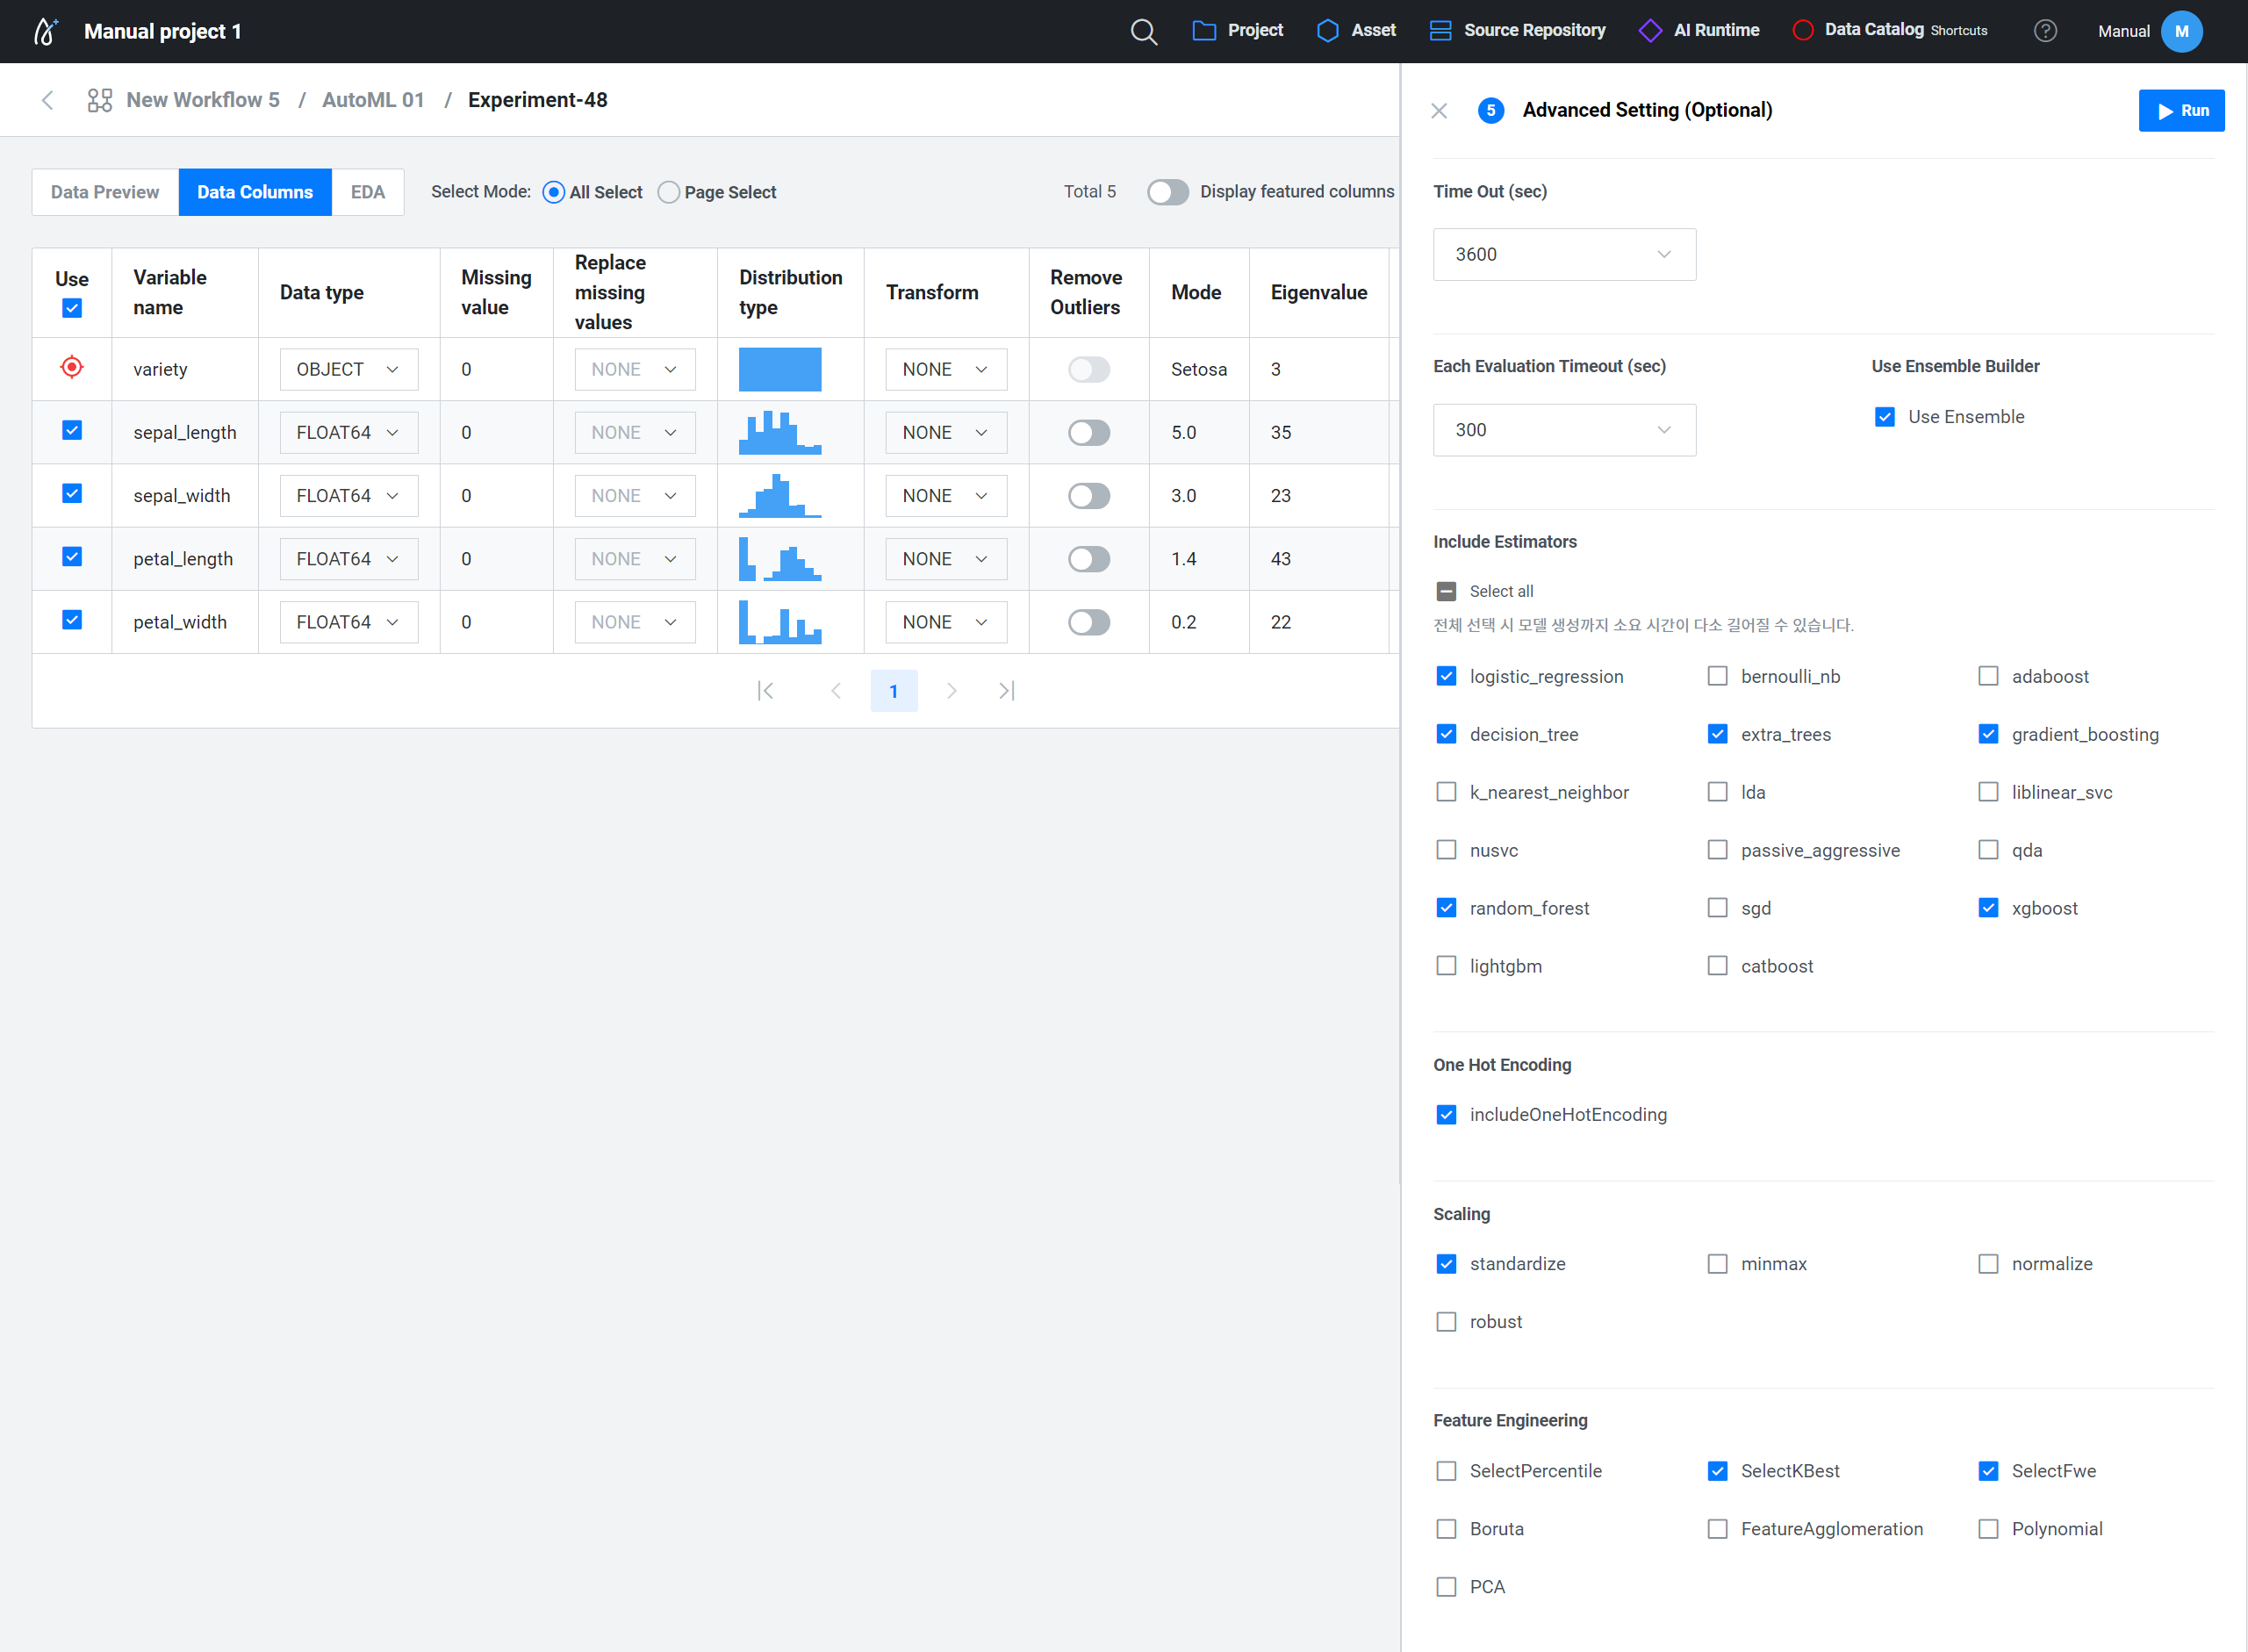 Manual project 1
Project
Asset
Source Repository
AI Runtime
Data Catalog Shortcuts
?
Manual
M
New Workflow 5 / AutoML 01 / Experiment-48
Data Preview
Data Columns
EDA
Select Mode:
All Select
Page Select
Total 5
Display featured columns
Use
Variable name
Data type
Missing value
Replace missing values
Distribution type
Transform
Remove Outliers
Mode
Eigenvalue
variety OBJECT 0 NONE NONE Setosa 3
sepal_length FLOAT64 0 NONE NONE 5.0 35
sepal_width FLOAT64 0 NONE NONE 3.0 23
petal_length FLOAT64 0 NONE NONE 1.4 43
petal_width FLOAT64 0 NONE NONE 0.2 22
1
5 Advanced Setting (Optional)
Run
Time Out (sec)
3600
Each Evaluation Timeout (sec)
Use Ensemble Builder
300
Use Ensemble
Include Estimators
Select all
전체 선택 시 모델 생성까지 소요 시간이 다소 길어질 수 있습니다.
logistic_regression bernoulli_nb adaboost
decision_tree extra_trees gradient_boosting
k_nearest_neighbor lda liblinear_svc
nusvc passive_aggressive qda
random_forest sgd xgboost
lightgbm catboost
One Hot Encoding
includeOneHotEncoding
Scaling
standardize minmax normalize
robust
Feature Engineering
SelectPercentile SelectKBest SelectFwe
Boruta FeatureAgglomeration Polynomial
PCA